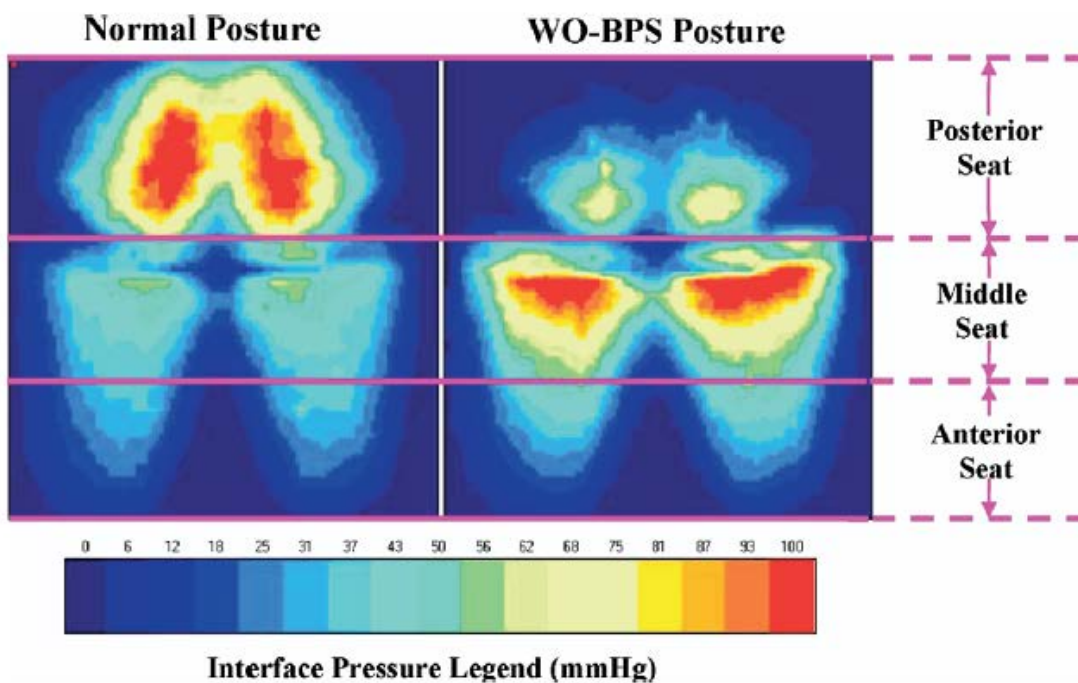 Normal Posture
WO-BPS Posture
Posterior
Seat
Middle
Seat
Anterior
Seat
0 6 12 18 25 31 37 43 50 56 62 68 75 81 87 93 100
Interface Pressure Legend (mmHg)